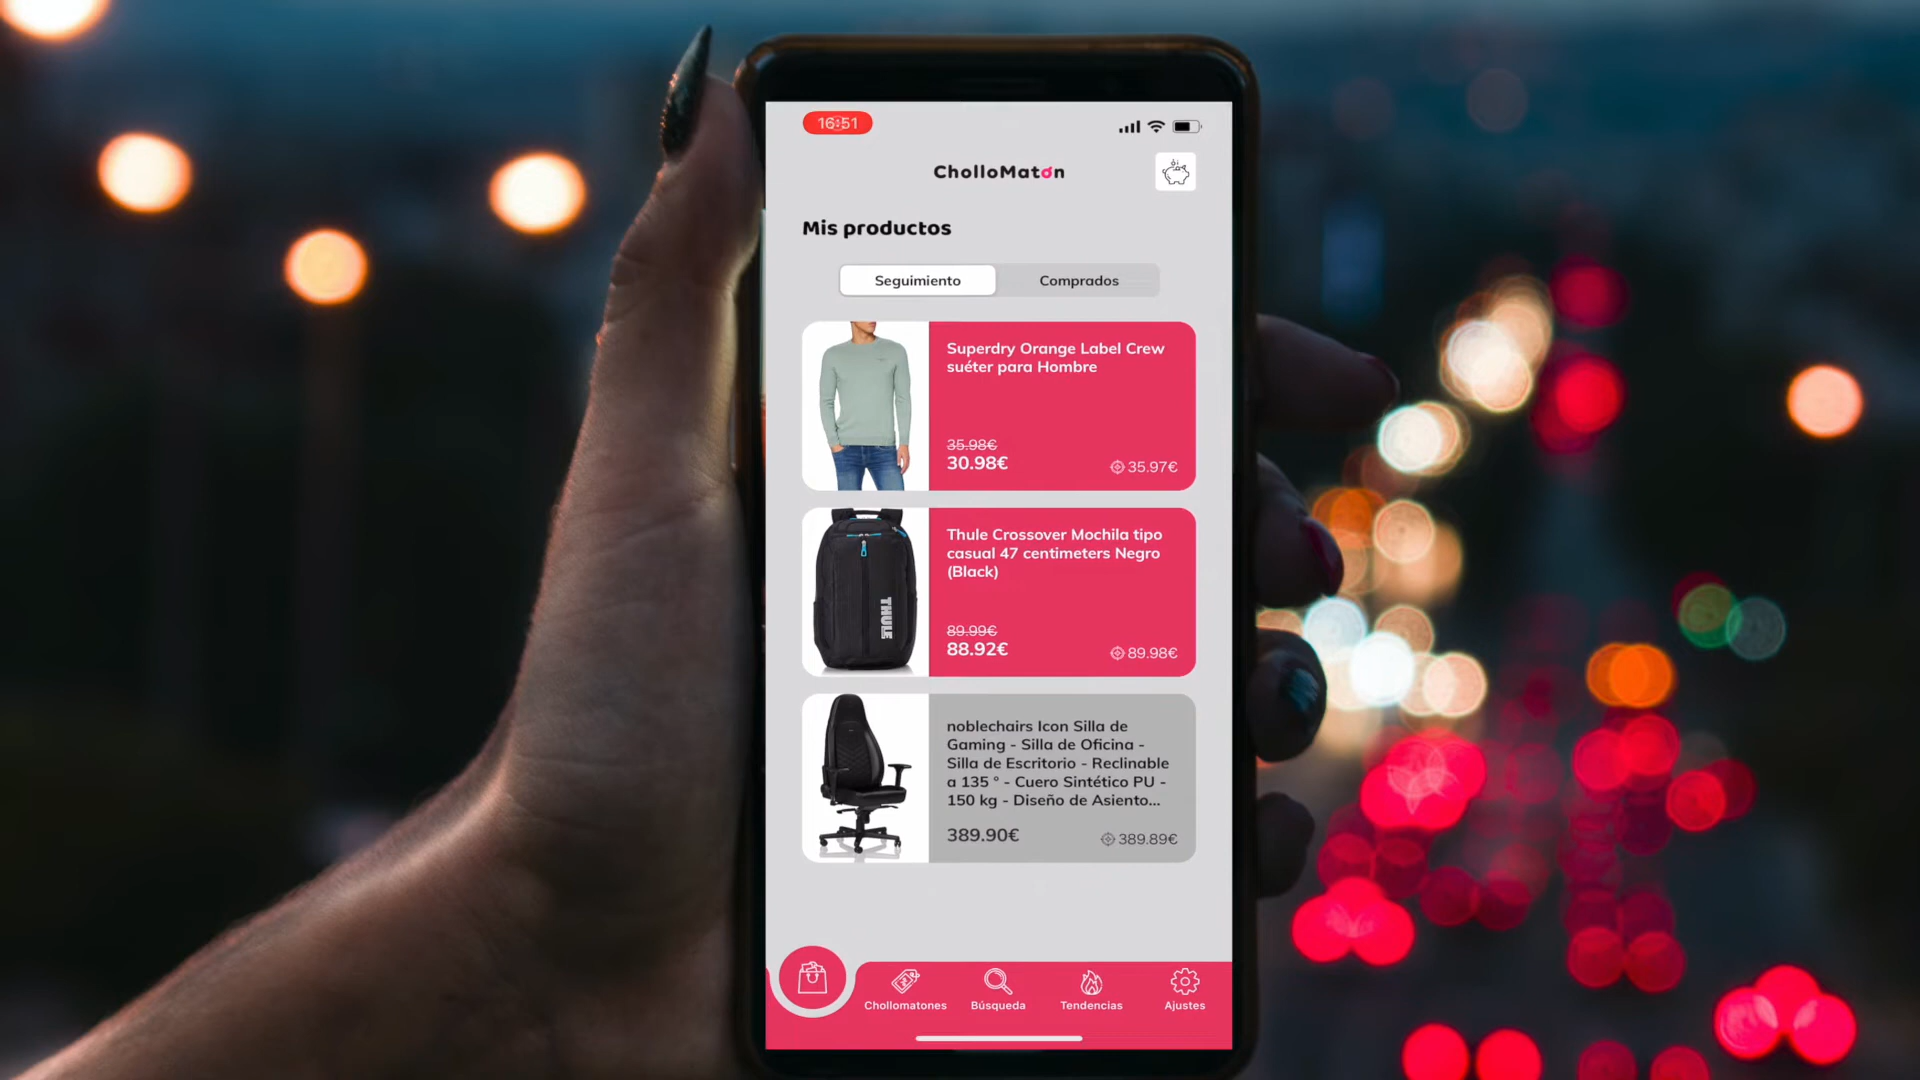 16:51
CholloMatón
Mis productos
Seguimiento
Comprados
Superdry Orange Label Crew
suéter para Hombre
35.98€
30.98€
35.97€
THULE
Thule Crossover Mochila tipo
casual 47 centimeters Negro
(Black)
89.99€
88.92€
89.98€
noblechairs Icon Silla de
Gaming - Silla de Oficina -
Silla de Escritorio - Reclinable
a 135 ° - Cuero Sintético PU -
150 kg - Diseño de Asiento...
389.90€
389.89€
Chollomatones
Búsqueda
Tendencias
Ajustes